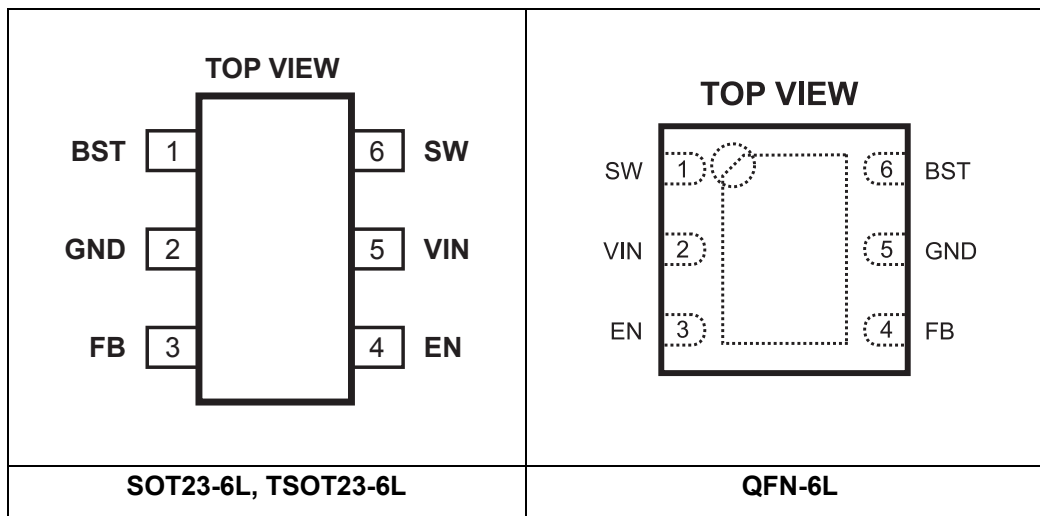 TOP VIEW
BST 1 6 SW
GND 2 5 VIN
FB 3 4 EN
SOT23-6L, TSOT23-6L
TOP VIEW
SW 1 6 BST
VIN 2 5 GND
EN 3 4 FB
QFN-6L